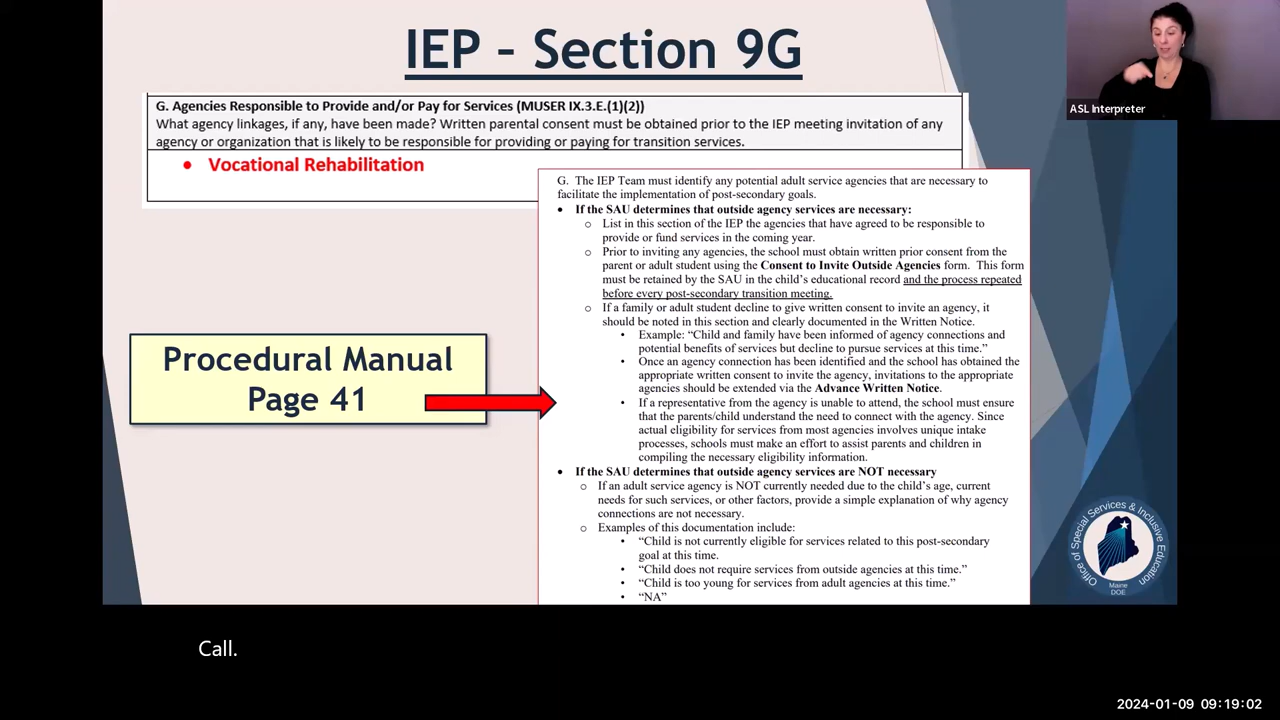 IEP – Section 9G
ASL Interpreter
G. Agencies Responsible to Provide and/or Pay for Services (MUSER IX.3.E.(1)(2))
What agency linkages, if any, have been made? Written parental consent must be obtained prior to the IEP meeting invitation of any
agency or organization that is likely to be responsible for providing or paying for transition services.
• Vocational Rehabilitation
G. The IEP Team must identify any potential adult service agencies that are necessary to
facilitate the implementation of post-secondary goals.
• If the SAU determines that outside agency services are necessary:
o List in this section of the IEP the agencies that have agreed to be responsible to
provide or fund services in the coming year.
o Prior to inviting any agencies, the school must obtain written prior consent from the
parent or adult student using the Consent to Invite Outside Agencies form. This form
must be retained by the SAU in the child's educational record and the process repeated
before every post-secondary transition meeting.
o If a family or adult student decline to give written consent to invite an agency, it
should be noted in this section and clearly documented in the Written Notice.
• Example: "Child and family have been informed of agency connections and
potential benefits of services but decline to pursue services at this time."
• Once an agency connection has been identified and the school has obtained the
appropriate written consent to invite the agency, invitations to the appropriate
agencies should be extended via the Advance Written Notice.
• If a representative from the agency is unable to attend, the school must ensure
that the parents/child understand the need to connect with the agency. Since
actual eligibility for services from most agencies involves unique intake
processes, schools must make an effort to assist parents and children in
compiling the necessary eligibility information.
• If the SAU determines that outside agency services are NOT necessary
o If an adult service agency is NOT currently needed due to the child's age, current
needs for such services, or other factors, provide a simple explanation of why agency
connections are not necessary.
o Examples of this documentation include:
• "Child is not currently eligible for services related to this post-secondary
goal at this time.
• "Child does not require services from outside agencies at this time."
• "Child is too young for services from adult agencies at this time."
• "NA"
Procedural Manual
Page 41
Office of Special Services & Inclusive Education
Maine
DOE
Call.
2024-01-09 09:19:02